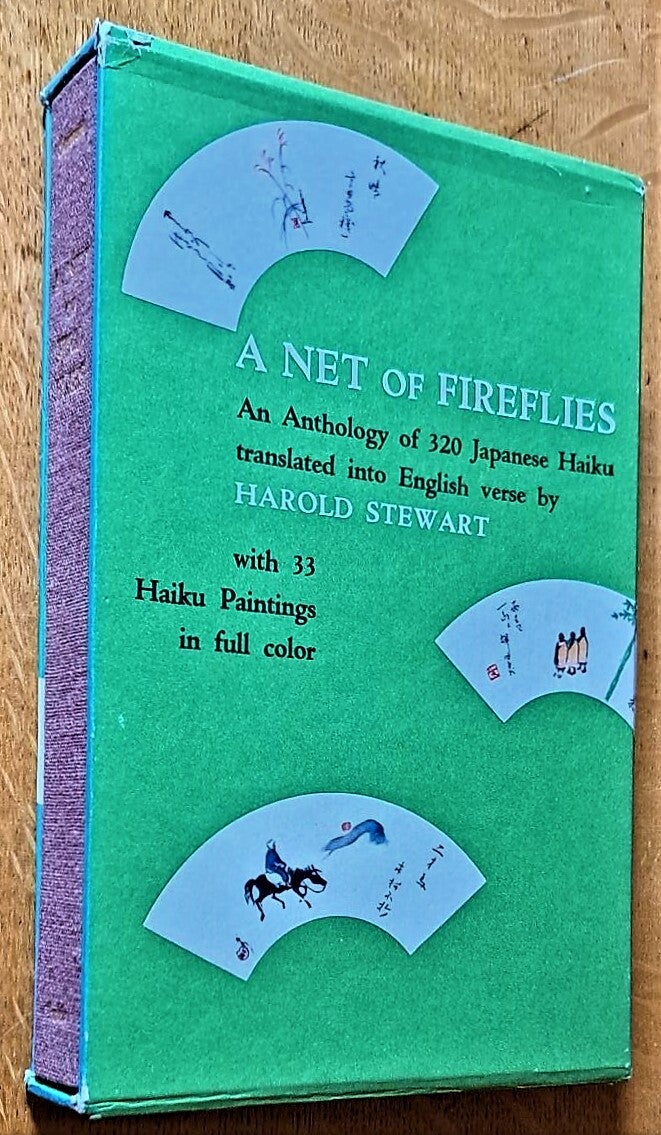 A NET OF FIREFLIES
An Anthology of 320 Japanese Haiku
translated into English verse by
HAROLD STEWART
with 33
Haiku Paintings
in full color